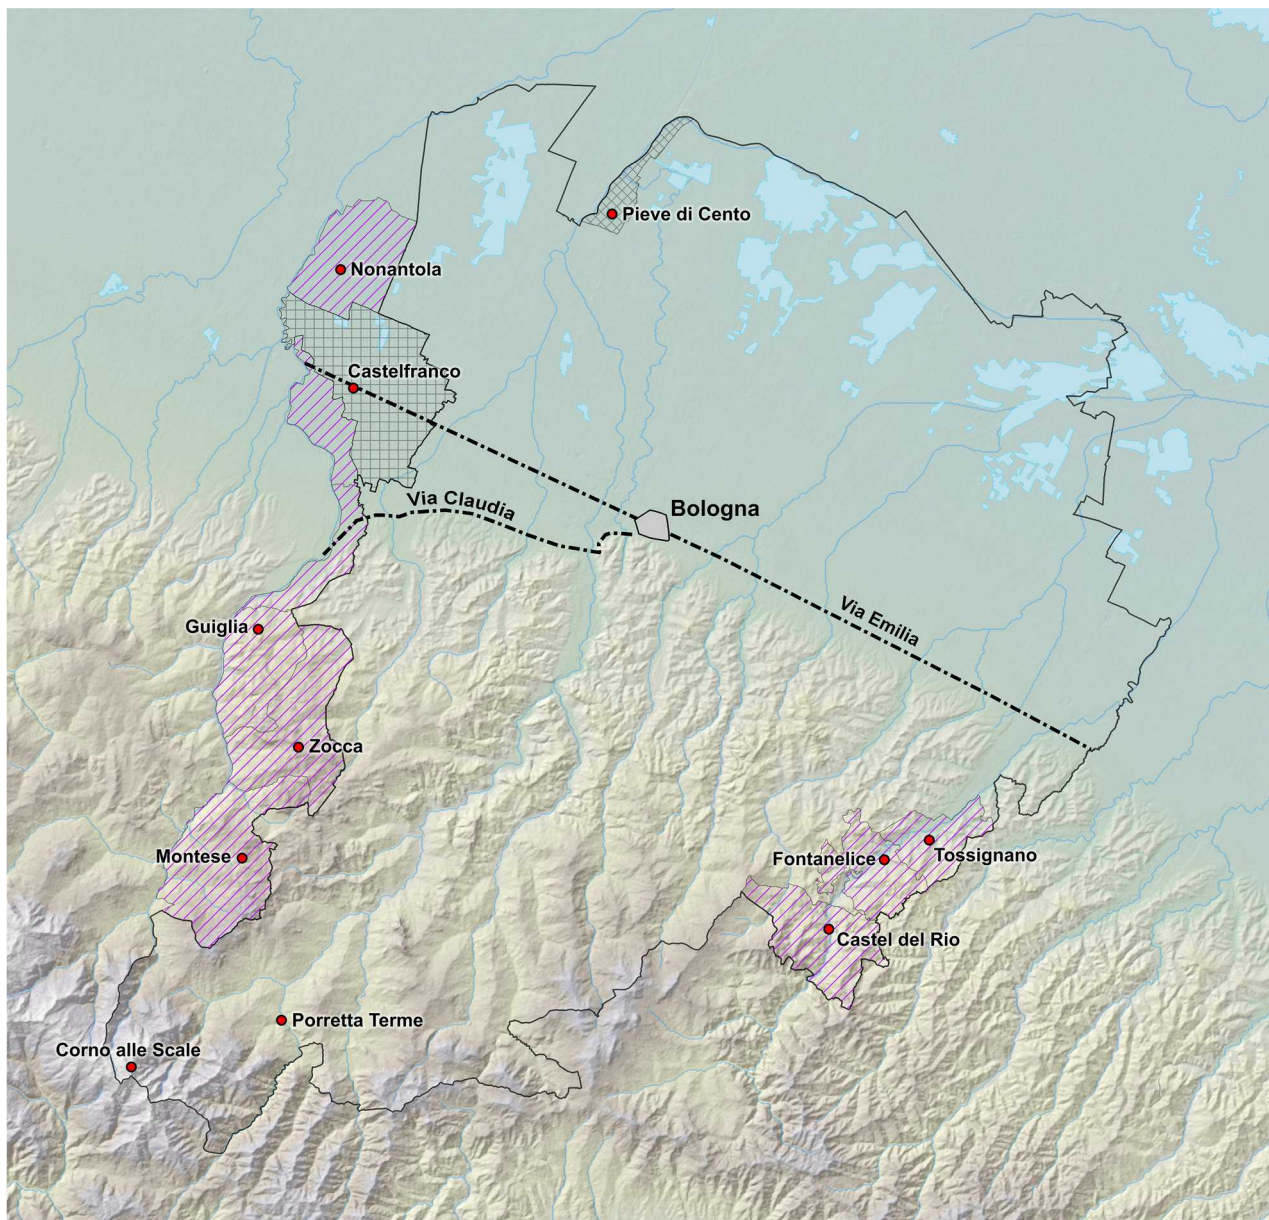 Pieve di Cento
Nonantola
Castelfranco
Via Claudia
Bologna
Via Emilia
Guiglia
Zocca
Montese
Fontanelice
Tossignano
Castel del Rio
Porretta Terme
Corno alle Scale